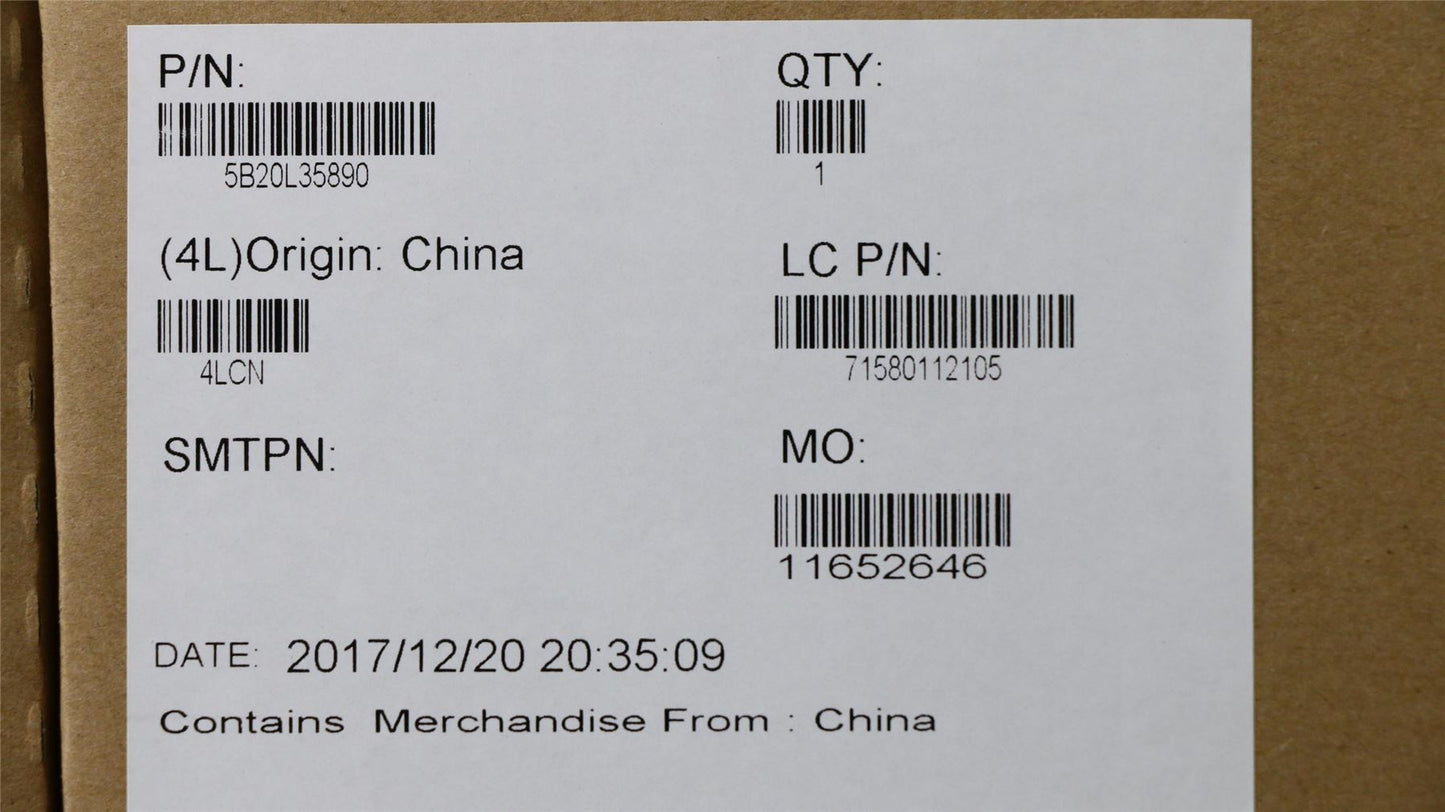 P/N:
5B20L35890
QTY:
1
(4L)Origin: China
4LCN
LC P/N:
71580112105
SMTPN:
MO:
11652646
DATE: 2017/12/20 20:35:09
Contains Merchandise From : China